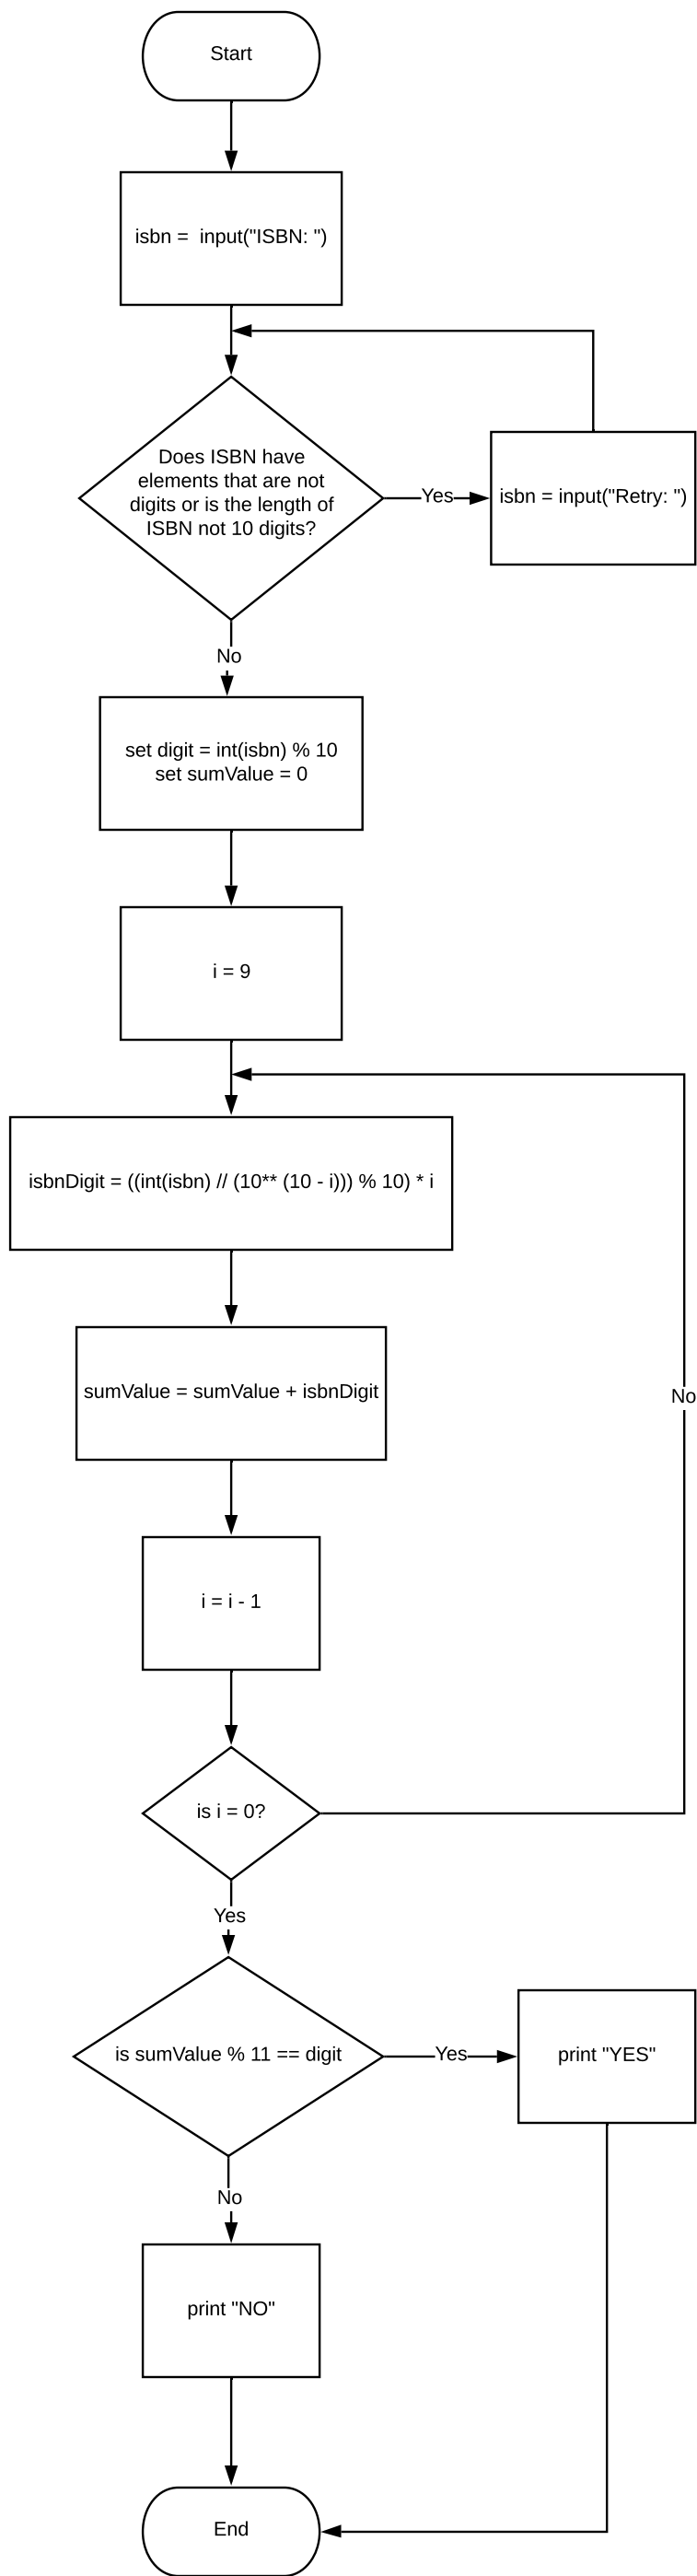 Start
isbn =  input("ISBN: ")
Does ISBN have
elements that are not
digits or is the length of
ISBN not 10 digits?
Yes
isbn = input("Retry: ")
No
set digit = int(isbn) % 10
set sumValue = 0
i = 9
isbnDigit = ((int(isbn) // (10** (10 - i))) % 10) * i
sumValue = sumValue + isbnDigit
No
i = i - 1
is i = 0?
Yes
is sumValue % 11 == digit
Yes
print "YES"
No
print "NO"
End